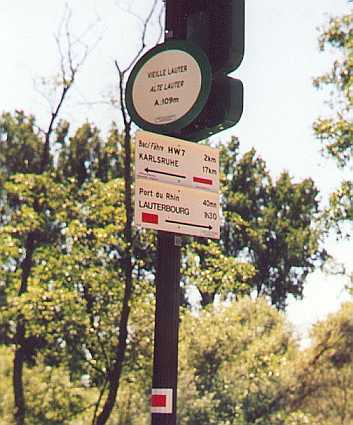 VIEILLE LAUTER
ALTE LAUTER
A:109m
Bac/Fähre HW7 2km
KARLSRUHE 17km
Port du Rhin 40mn
LAUTERBOURG 1h30